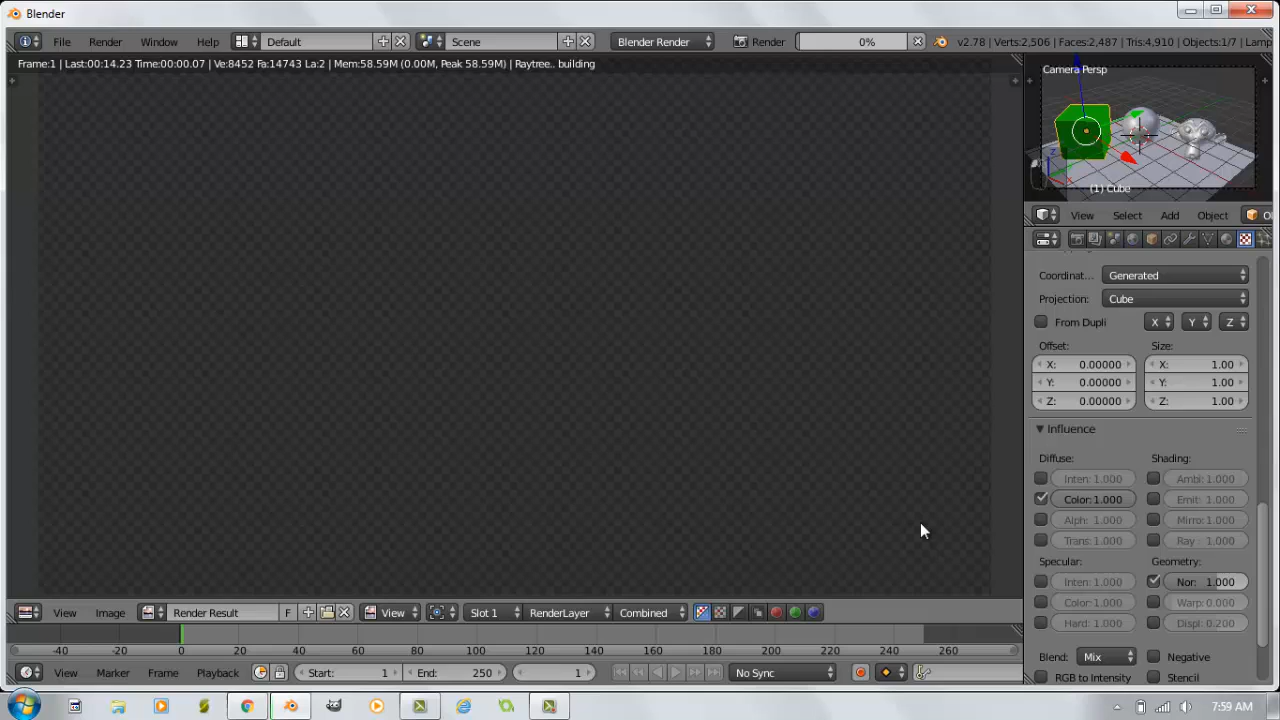 Blender
File Render Window Help Default Scene Blender Render Render 0% v2.78 | Verts:2,506 | Faces:2,487 | Tris:4,910 | Objects:1/7 | Lamp
Frame:1 | Last:00:14.23 Time:00:00.07 | Ve:8452 Fa:14743 La:2 | Mem:58.59M (0.00M, Peak 58.59M) | Raytree.. building
Camera Persp
(1) Cube
View Select Add Object O
Coordinat... Generated
Projection: Cube
From Dupli X Y Z
Offset: Size:
X: 0.00000 X: 1.00
Y: 0.00000 Y: 1.00
Z: 0.00000 Z: 1.00
Influence
Diffuse: Shading:
Inten: 1.000 Ambi: 1.000
Color: 1.000 Emit: 1.000
Alph: 1.000 Mirro: 1.000
Trans: 1.000 Ray : 1.000
Specular: Geometry:
Inten: 1.000 Nor: 1.000
Color: 1.000 Warp: 0.000
Hard: 1.000 Displ: 0.200
Blend: Mix Negative
RGB to Intensity Stencil
View Image Render Result F View Slot 1 RenderLayer Combined
-40 -20 0 20 40 60 80 100 120 140 160 180 200 220 240 260
View Marker Frame Playback Start: 1 End: 250 1 No Sync
7:59 AM